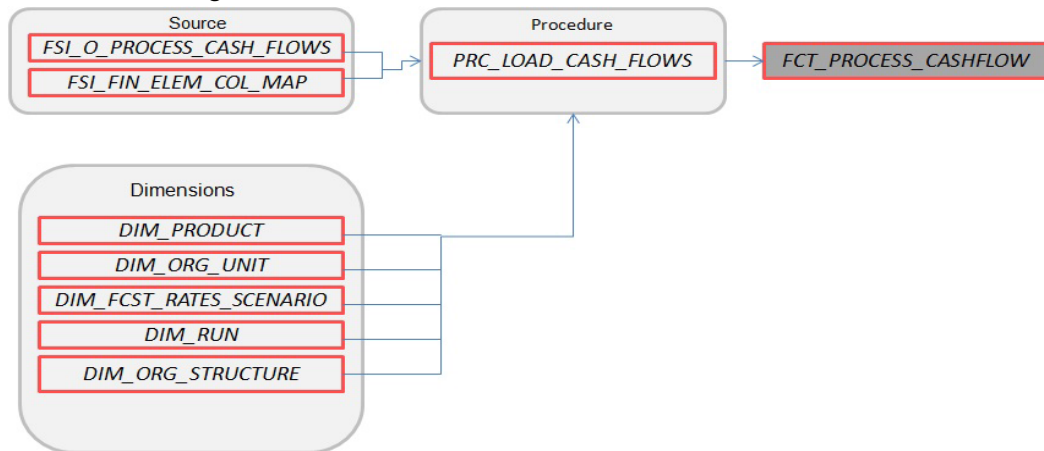 Source
FSI_O_PROCESS_CASH_FLOWS
FSI_FIN_ELEM_COL_MAP
Procedure
PRC_LOAD_CASH_FLOWS
FCT_PROCESS_CASHFLOW
Dimensions
DIM_PRODUCT
DIM_ORG_UNIT
DIM_FCST_RATES_SCENARIO
DIM_RUN
DIM_ORG_STRUCTURE